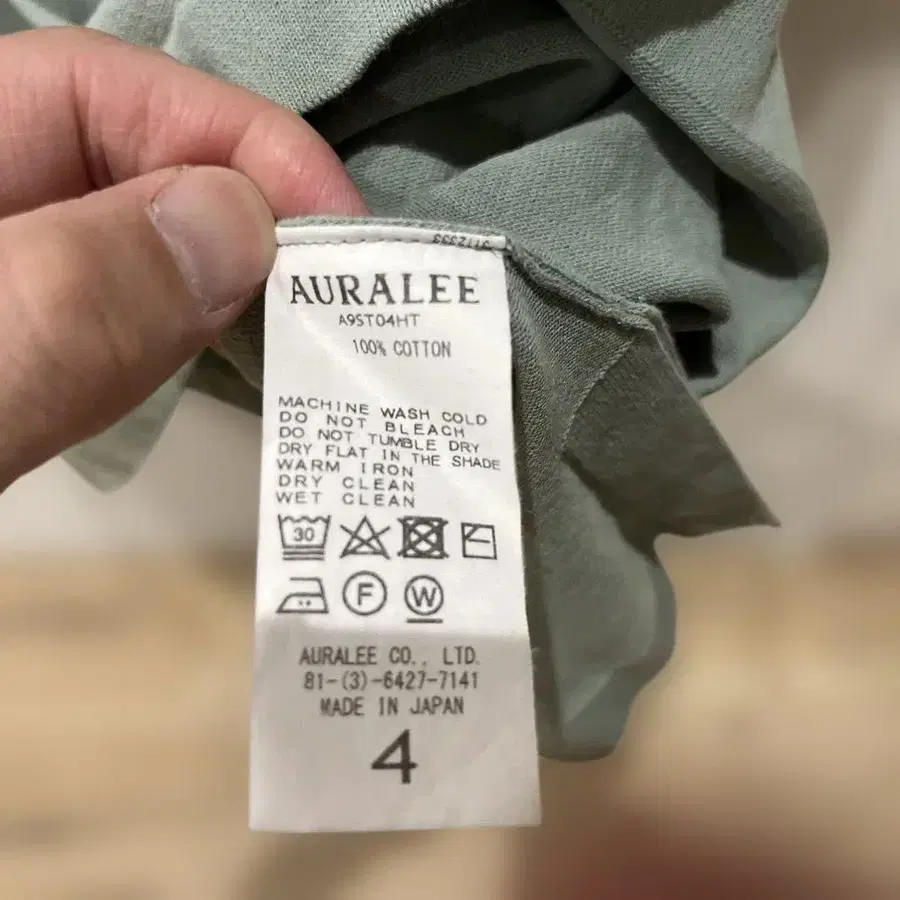 AURALEE
A9ST04HT
100% COTTON
MACHINE WASH COLD
DO NOT BLEACH
DO NOT TUMBLE DRY
DRY FLAT IN THE SHADE
WARM IRON
DRY CLEAN
WET CLEAN
30
F
W
AURALEE CO., LTD.
81-(3)-6427-7141
MADE IN JAPAN
4